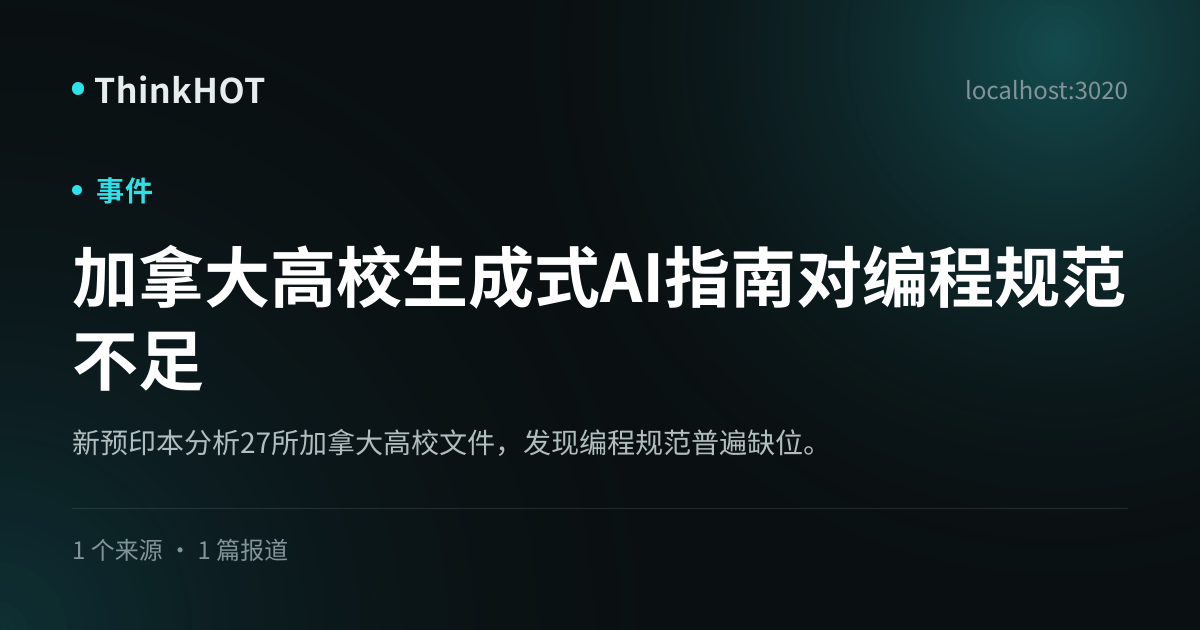 ThinkHOT
localhost:3020
事件
加拿大高校生成式AI指南对编程规范
不足
新预印本分析27所加拿大高校文件，发现编程规范普遍缺位。
1 个来源 · 1 篇报道